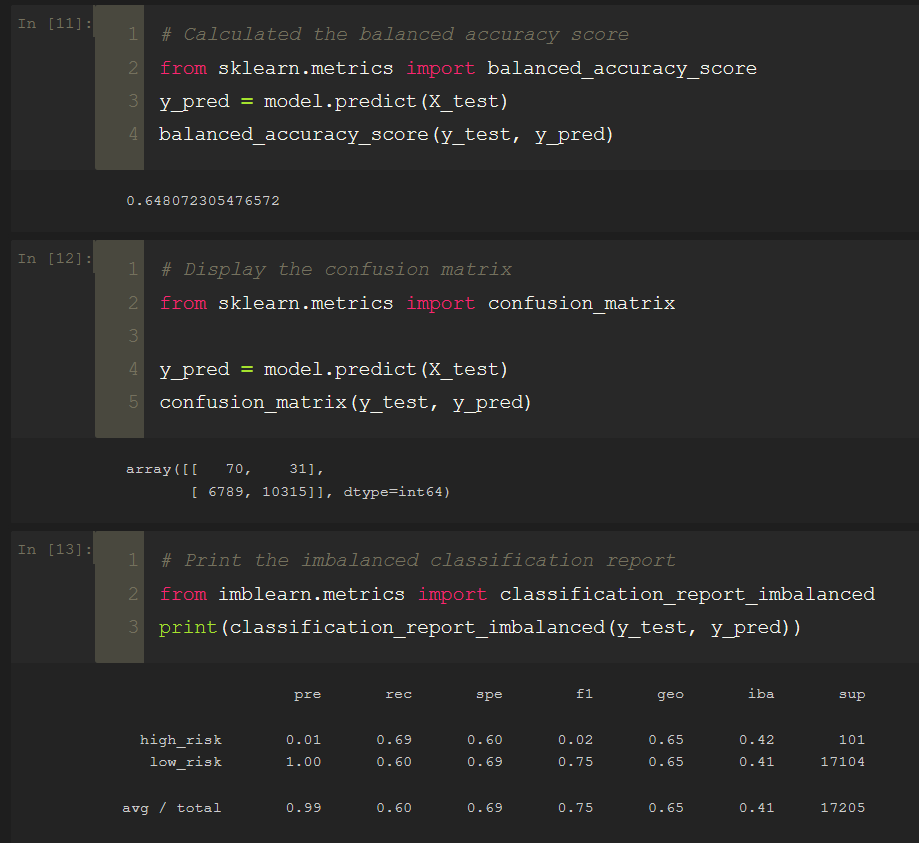 In [11]:
1 # Calculated the balanced accuracy score
2 from sklearn.metrics import balanced_accuracy_score
3 y_pred = model.predict(X_test)
4 balanced_accuracy_score(y_test, y_pred)
0.648072305476572
In [12]:
1 # Display the confusion matrix
2 from sklearn.metrics import confusion_matrix
3
4 y_pred = model.predict(X_test)
5 confusion_matrix(y_test, y_pred)
array([[   70,    31],
       [ 6789, 10315]], dtype=int64)
In [13]:
1 # Print the imbalanced classification report
2 from imblearn.metrics import classification_report_imbalanced
3 print(classification_report_imbalanced(y_test, y_pred))
pre rec spe f1 geo iba sup
high_risk 0.01 0.69 0.60 0.02 0.65 0.42 101
low_risk 1.00 0.60 0.69 0.75 0.65 0.41 17104
avg / total 0.99 0.60 0.69 0.75 0.65 0.41 17205